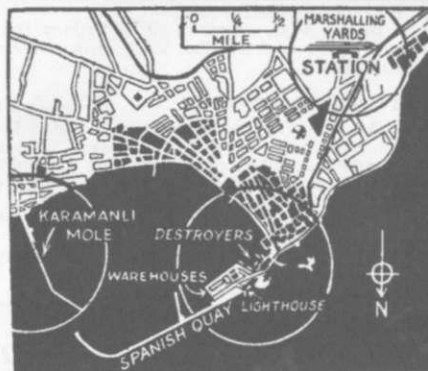 0 ¼ ½
MILE
MARSHALLING
YARDS
STATION
KARAMANLI
MOLE
DESTROYERS
WAREHOUSES
LIGHTHOUSE
SPANISH QUAY
N